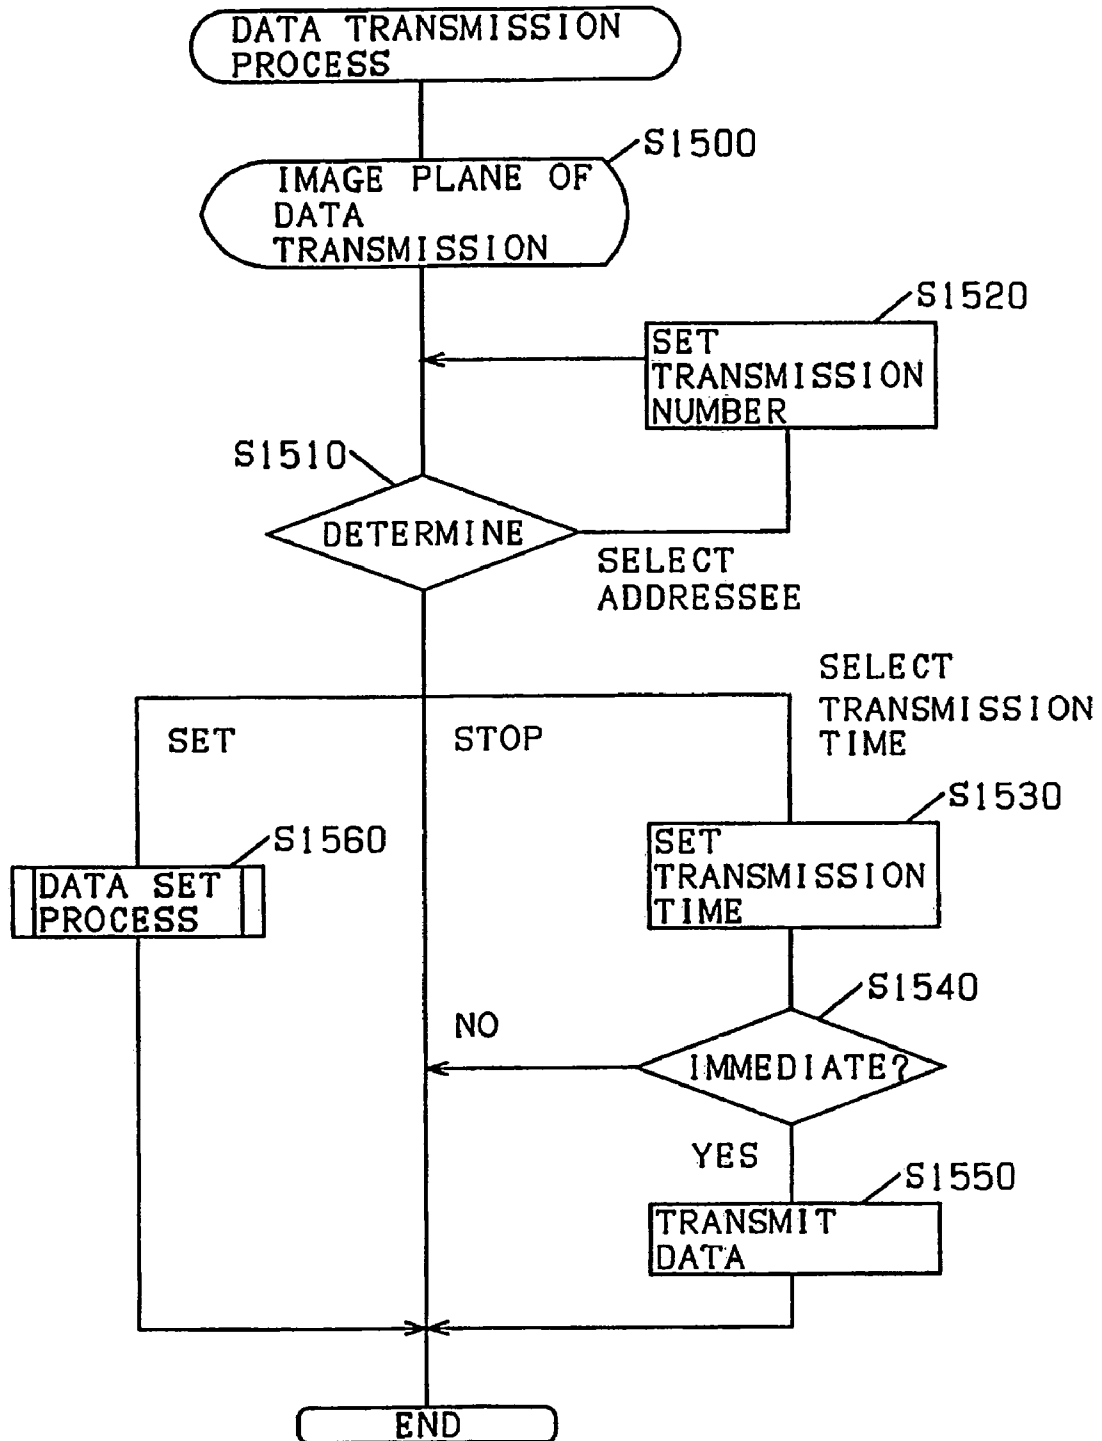 DATA TRANSMISSION
PROCESS
S1500
IMAGE PLANE OF
DATA
TRANSMISSION
S1520
SET
TRANSMISSION
NUMBER
S1510
DETERMINE
SELECT
ADDRESSEE
SELECT
TRANSMISSION
TIME
SET
STOP
S1530
SET
TRANSMISSION
TIME
S1560
DATA SET
PROCESS
S1540
NO
IMMEDIATE?
YES
S1550
TRANSMIT
DATA
END